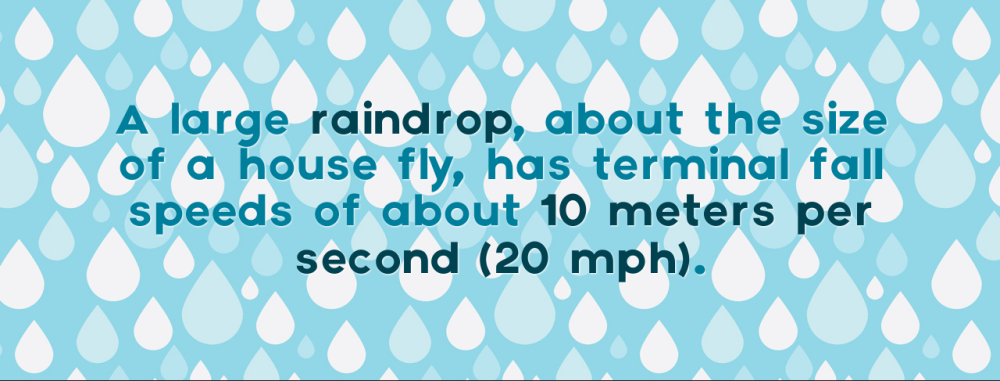 A large raindrop, about the size
of a house fly, has terminal fall
speeds of about 10 meters per
second (20 mph).